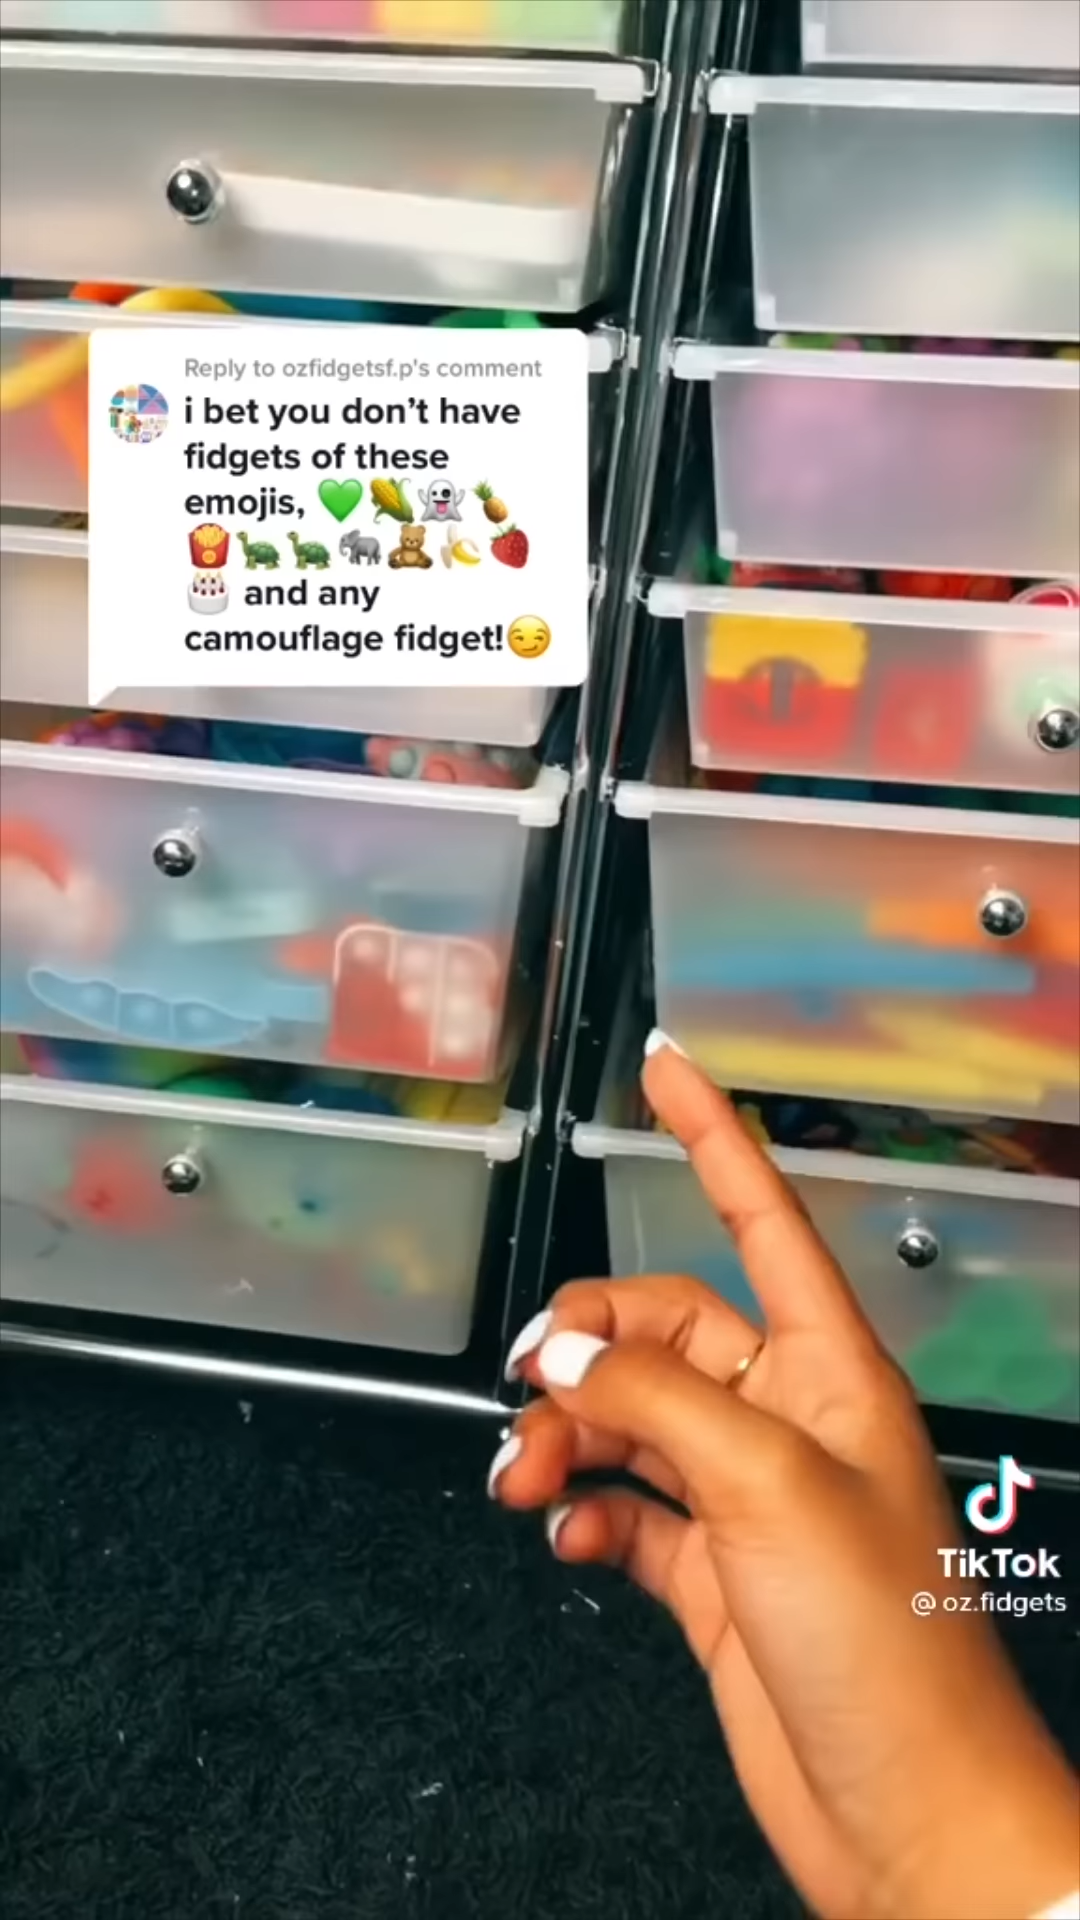 Reply to ozfidgetsf.p's comment
i bet you don't have
fidgets of these
emojis, 💚🌽👻🍍
🍟🐢🐢🐘🧸🍌🍓
🎂 and any
camouflage fidget!😏
TikTok
@ oz.fidgets